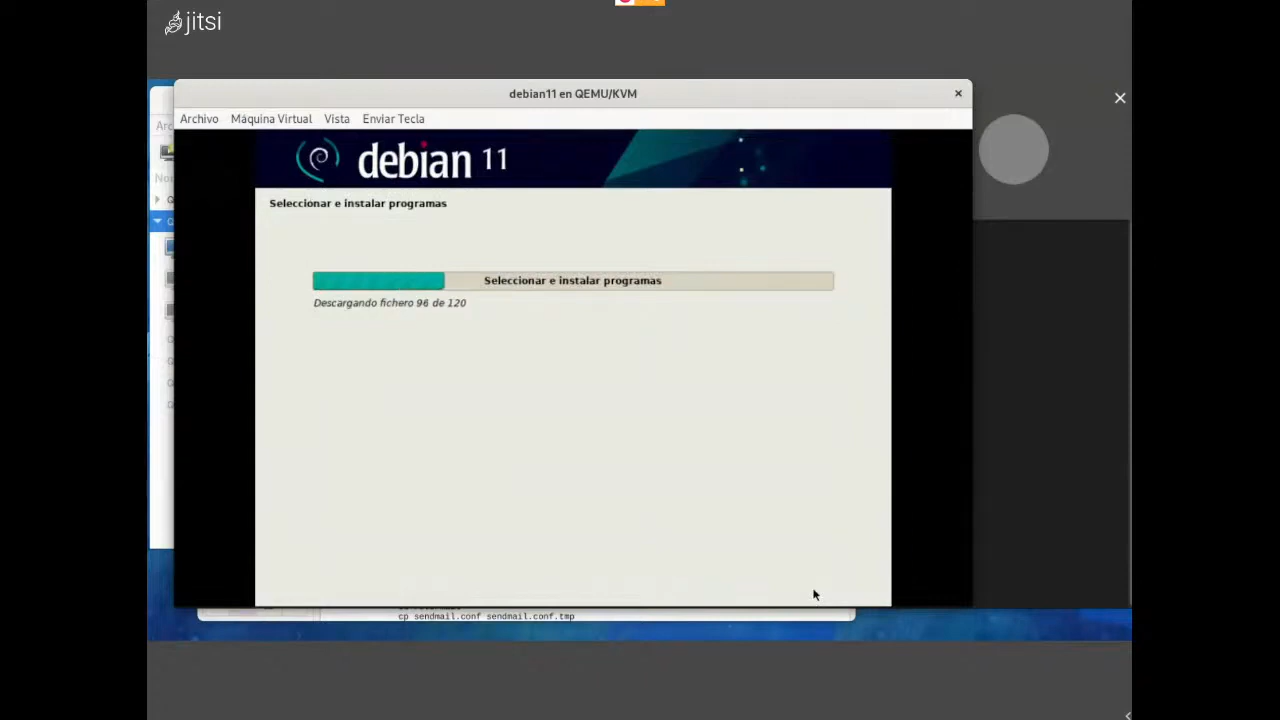 jitsi
debian11 en QEMU/KVM
Archivo Máquina Virtual Vista Enviar Tecla
debian 11
Seleccionar e instalar programas
Seleccionar e instalar programas
Descargando fichero 96 de 120
cp sendmail.conf sendmail.conf.tmp